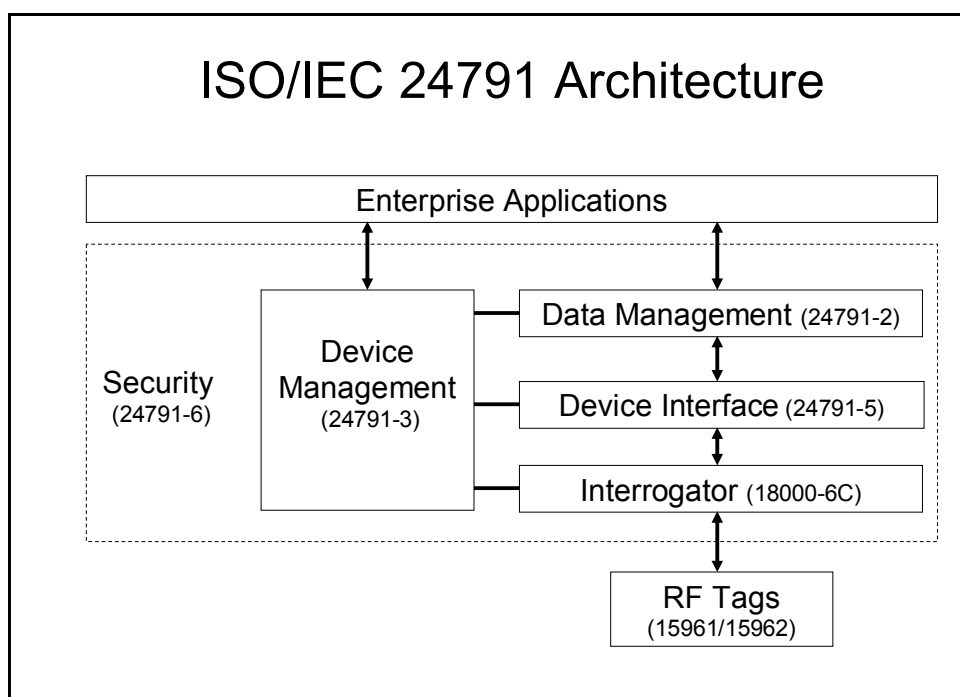 ISO/IEC 24791 Architecture
Enterprise Applications
Security
(24791-6)
Device
Management
(24791-3)
Data Management (24791-2)
Device Interface (24791-5)
Interrogator (18000-6C)
RF Tags
(15961/15962)